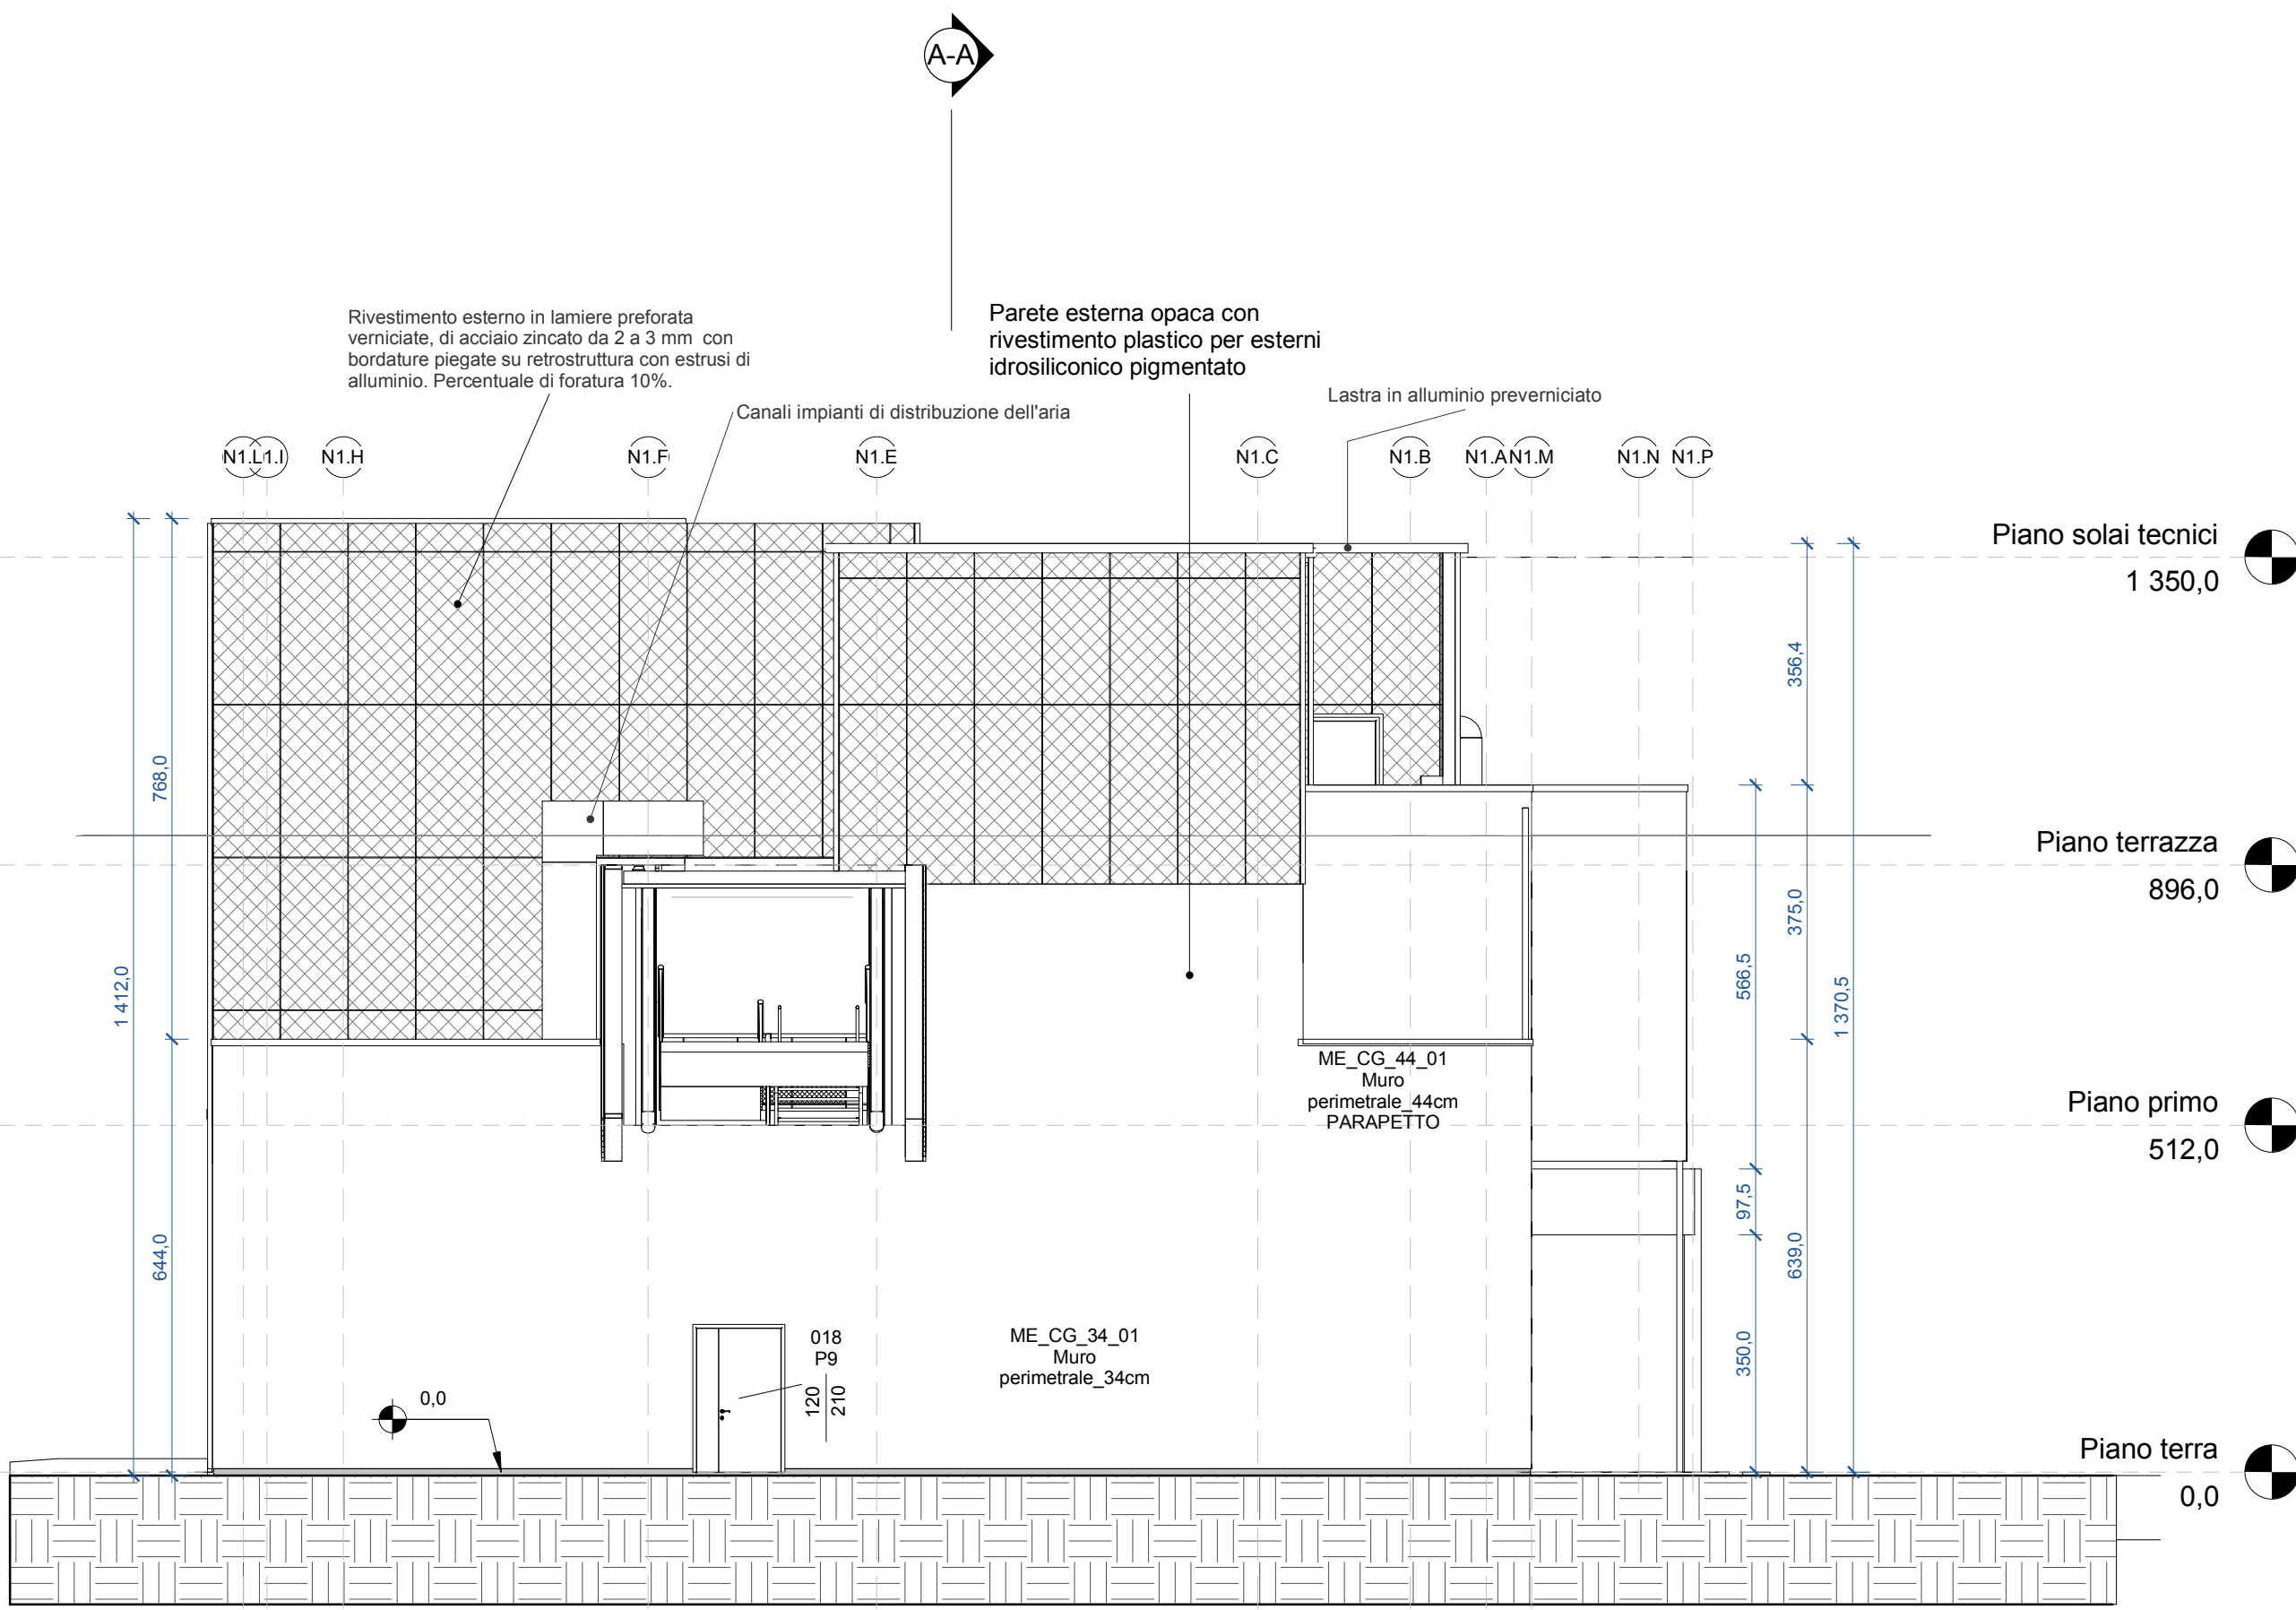 A-A
Rivestimento esterno in lamiere preforata
verniciate, di acciaio zincato da 2 a 3 mm con
bordature piegate su retrostruttura con estrusi di
alluminio. Percentuale di foratura 10%.
Parete esterna opaca con
rivestimento plastico per esterni
idrosiliconico pigmentato
Canali impianti di distribuzione dell'aria
Lastra in alluminio preverniciato
N1.L
1.I
N1.H
N1.F
N1.E
N1.C
N1.B
N1.A
N1.M
N1.N
N1.P
Piano solai tecnici
1 350,0
Piano terrazza
896,0
Piano primo
512,0
Piano terra
0,0
1 412,0
768,0
644,0
356,4
375,0
639,0
1 370,5
566,5
97,5
350,0
ME_CG_44_01
Muro
perimetrale_44cm
PARAPETTO
ME_CG_34_01
Muro
perimetrale_34cm
018
P9
120
210
0,0